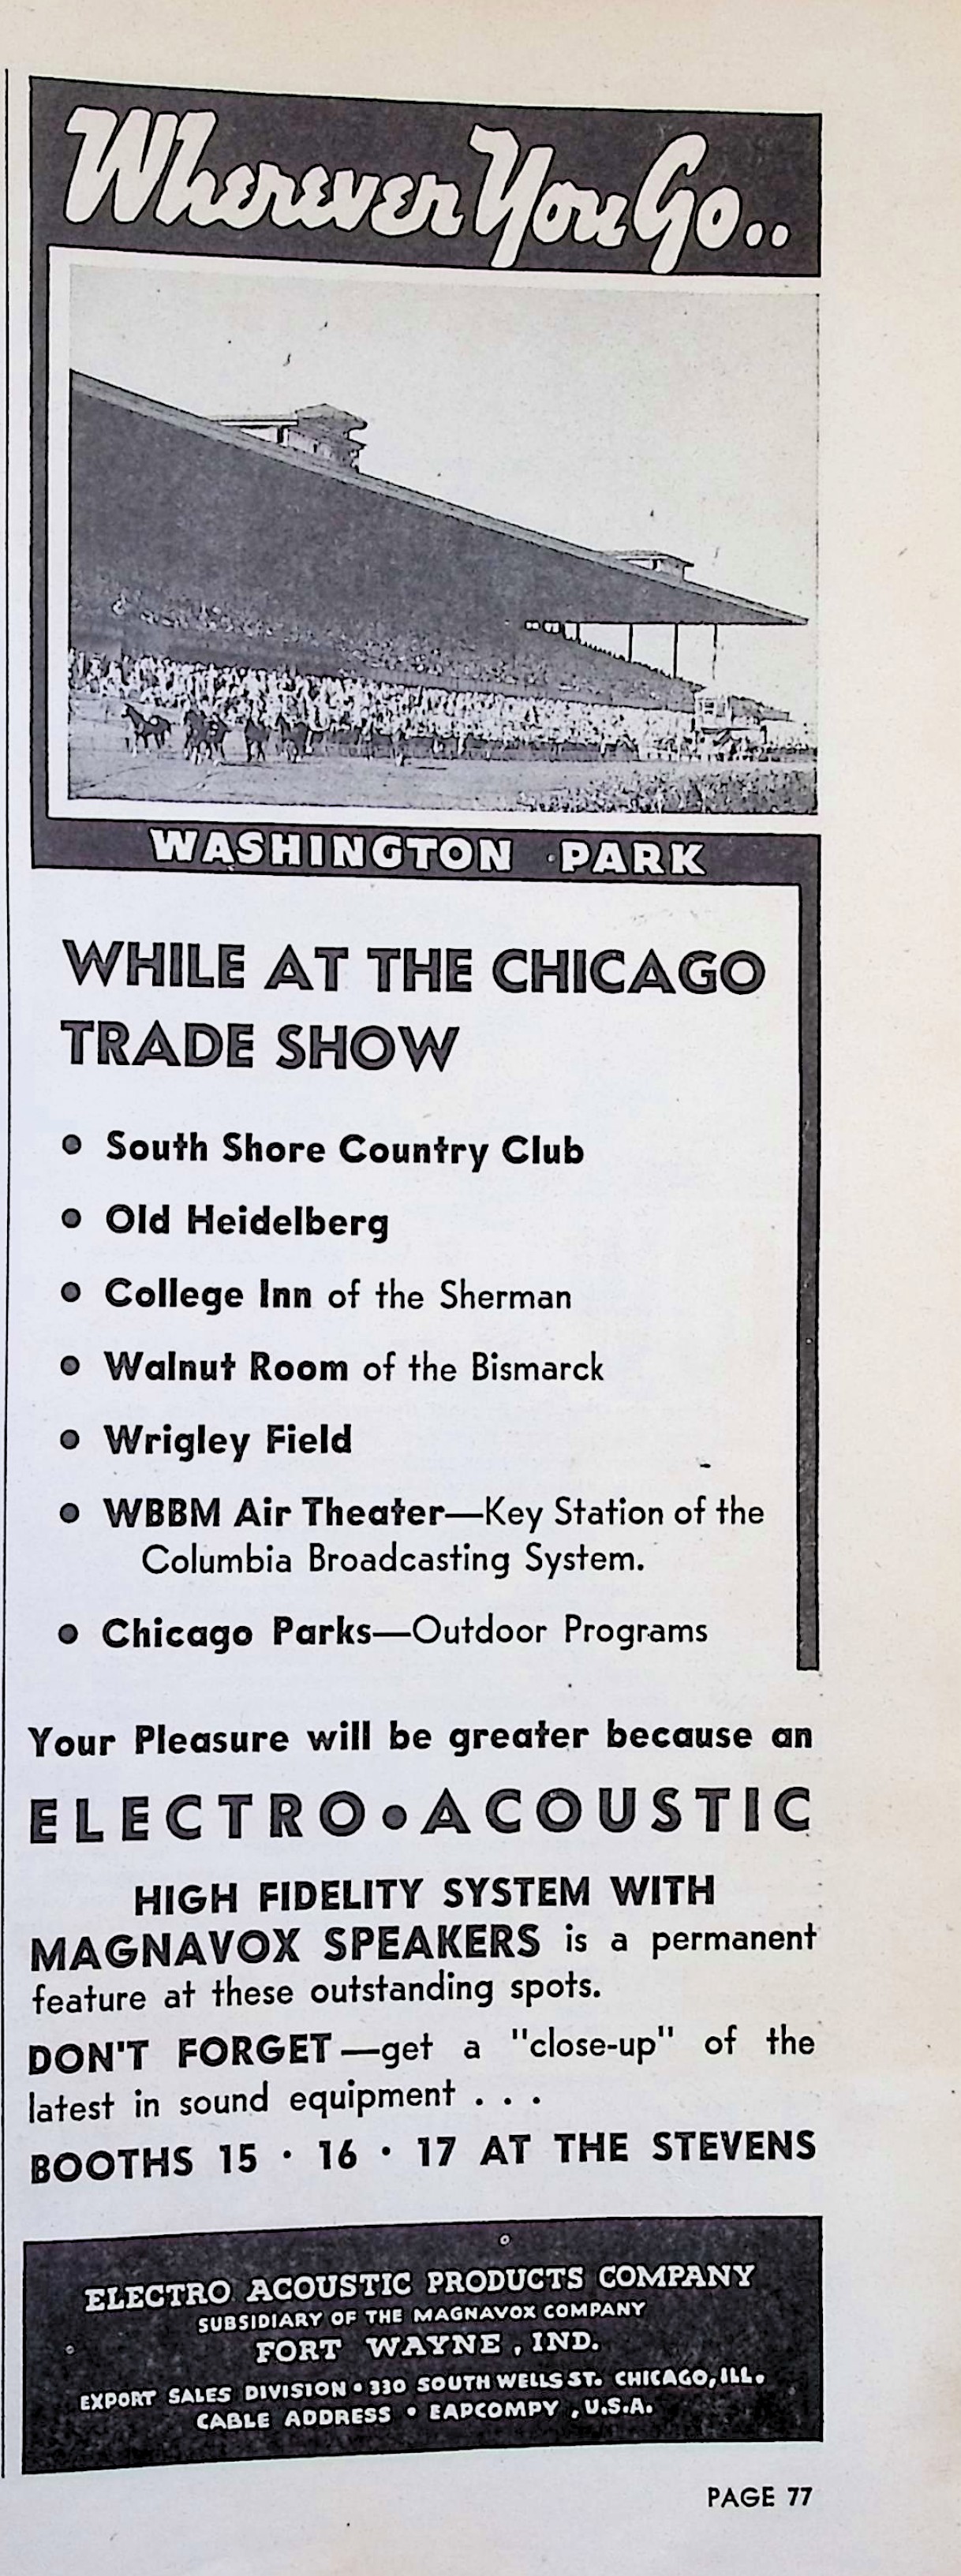 Wherever You Go..
WASHINGTON PARK
WHILE AT THE CHICAGO
TRADE SHOW
• South Shore Country Club
• Old Heidelberg
• College Inn of the Sherman
• Walnut Room of the Bismarck
• Wrigley Field
• WBBM Air Theater—Key Station of the
Columbia Broadcasting System.
• Chicago Parks—Outdoor Programs
Your Pleasure will be greater because an
ELECTRO•ACOUSTIC
HIGH FIDELITY SYSTEM WITH
MAGNAVOX SPEAKERS is a permanent
feature at these outstanding spots.
DON'T FORGET—get a "close-up" of the
latest in sound equipment . . .
BOOTHS 15 · 16 · 17 AT THE STEVENS
ELECTRO ACOUSTIC PRODUCTS COMPANY
SUBSIDIARY OF THE MAGNAVOX COMPANY
FORT WAYNE, IND.
EXPORT SALES DIVISION • 330 SOUTH WELLS ST. CHICAGO, ILL.
CABLE ADDRESS • EAPCOMPY, U.S.A.
PAGE 77